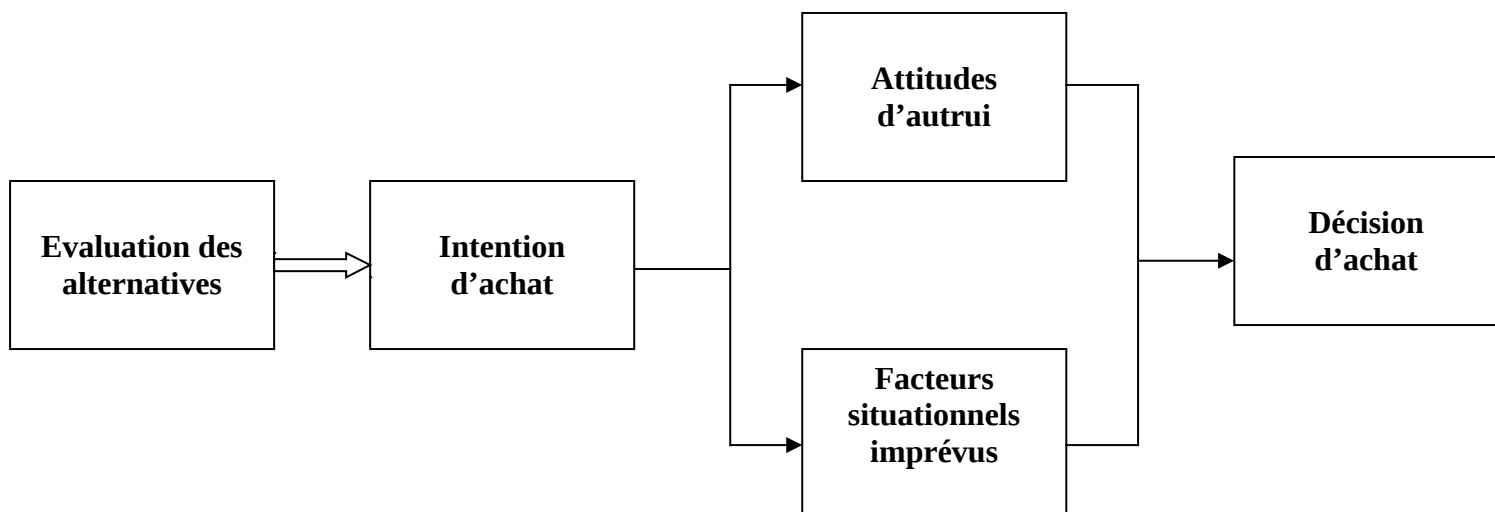 Evaluation des
alternatives
Intention
d’achat
Attitudes
d’autrui
Facteurs
situationnels
imprévus
Décision
d’achat